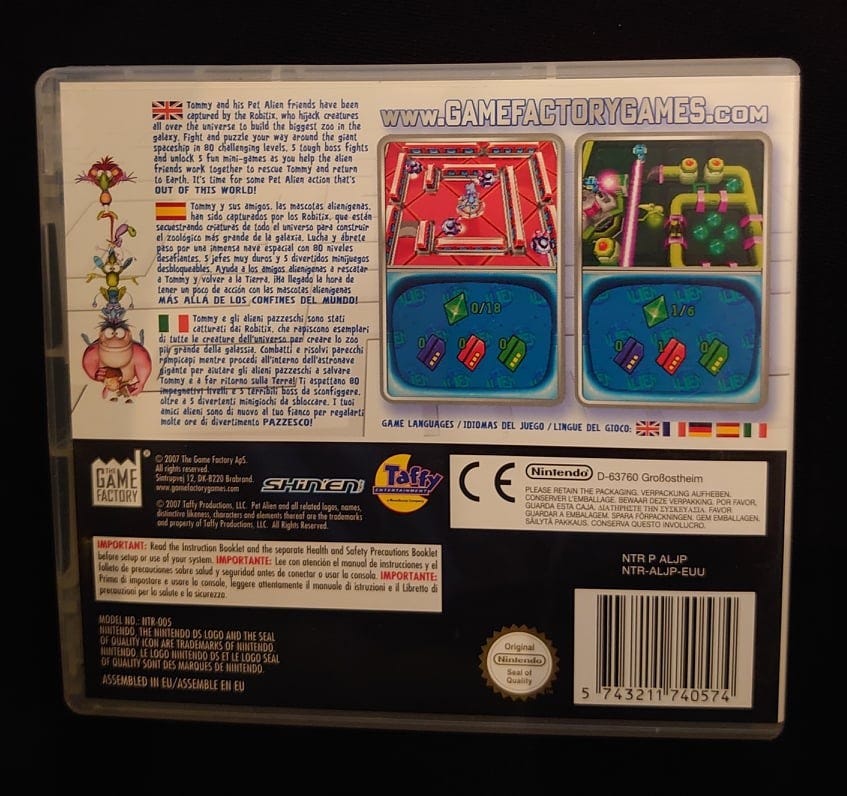 Tommy and his Pet Alien friends have been
captured by the Robitix, who hijack creatures
all over the universe to build the biggest zoo in the
galaxy. Fight and puzzle your way around the giant
spaceship in 80 challenging levels, 5 tough boss fights
and unlock 5 fun mini-games as you help the alien
friends work together to rescue Tommy and return
to Earth. It's time for some Pet Alien action that's
OUT OF THIS WORLD!
Tommy y sus amigos, las mascotas alienígenas,
han sido capturados por los Robitix, que están
secuestrando criaturas de todo el universo para construir
el zoológico más grande de la galaxia. Lucha y ábrete
paso por una inmensa nave espacial con 80 niveles
desafiantes, 5 jefes muy duros y 5 divertidos minijuegos
desbloqueables. Ayuda a los amigos alienígenas a rescatar
a Tommy y volver a la Tierra. ¡Ha llegado la hora de
tener un poco de acción con las mascotas alienígenas
MÁS ALLÁ DE LOS CONFINES DEL MUNDO!
Tommy e gli alieni pazzeschi sono stati
catturati dai Robitix, che rapiscono esemplari
di tutte le creature dell'universo per creare lo zoo
più grande della galassia. Combatti e risolvi parecchi
rompicapi mentre procedi all'interno dell'astronave
gigante per aiutare gli alieni pazzeschi a salvare
Tommy e a far ritorno sulla Terra! Ti aspettano 80
impegnativi livelli e 5 terribili boss da sconfiggere,
oltre a 5 divertenti minigiochi da sbloccare. I tuoi
amici alieni sono di nuovo al tuo fianco per regalarti
molte ore di divertimento PAZZESCO!
www.GAMEFACTORYGAMES.com
0/18
0 0 0
1/6
0 1 0
GAME LANGUAGES / IDIOMAS DEL JUEGO / LINGUE DEL GIOCO:
THE GAME FACTORY
®
© 2007 The Game Factory ApS.
All rights reserved.
Sintrupvej 12, DK-8220 Brabrand.
www.gamefactorygames.com
© 2007 Taffy Productions, LLC. Pet Alien and all related logos, names,
distinctive likeness, characters and elements thereof are the trademarks
and property of Taffy Productions, LLC. All Rights Reserved.
SHIN'EN
Taffy
ENTERTAINMENT
CE
Nintendo D-63760 Großostheim
PLEASE RETAIN THE PACKAGING. VERPACKUNG AUFHEBEN.
CONSERVER L'EMBALLAGE. BEWAAR DEZE VERPAKKING. POR FAVOR,
GUARDA ESTA CAJA. ΔΙΑΤΗΡΗΣΤΕ ΤΗΝ ΣΥΣΚΕΥΑΣΙΑ. FAVOR
GUARDAR A EMBALAGEM. SPARA FÖRPACKNINGEN. GEM EMBALLAGEN.
SÄILYTÄ PAKKAUS. CONSERVA QUESTO INVOLUCRO.
IMPORTANT: Read the Instruction Booklet and the separate Health and Safety Precautions Booklet
before setup or use of your system. IMPORTANTE: Lee con atención el manual de instrucciones y el
folleto de precauciones sobre salud y seguridad antes de conectar o usar la consola. IMPORTANTE:
Prima di impostare e usare la console, leggere attentamente il manuale di istruzioni e il Libretto di
precauzioni per la salute e la sicurezza.
NTR P ALJP
NTR-ALJP-EUU
MODEL NO.: NTR-005
NINTENDO, THE NINTENDO DS LOGO AND THE SEAL
OF QUALITY ICON ARE TRADEMARKS OF NINTENDO.
NINTENDO, LE LOGO NINTENDO DS ET LE LOGO SEAL
OF QUALITY SONT DES MARQUES DE NINTENDO.
ASSEMBLED IN EU/ASSEMBLE EN EU
Original
Nintendo
Seal of
Quality
5 743211 740574